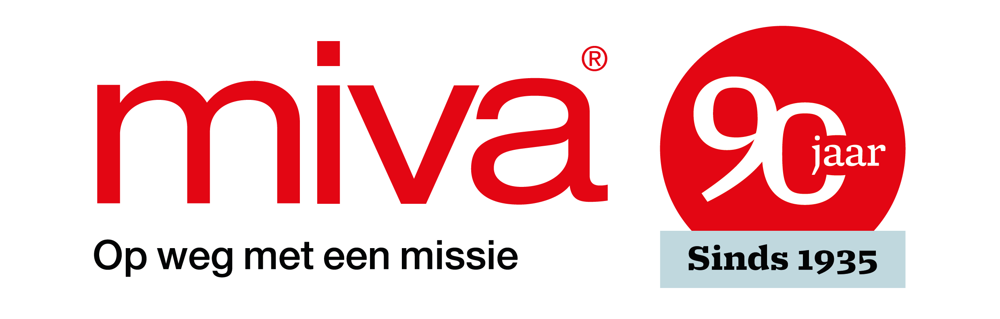 miva®
Op weg met een missie
90
jaar
Sinds 1935